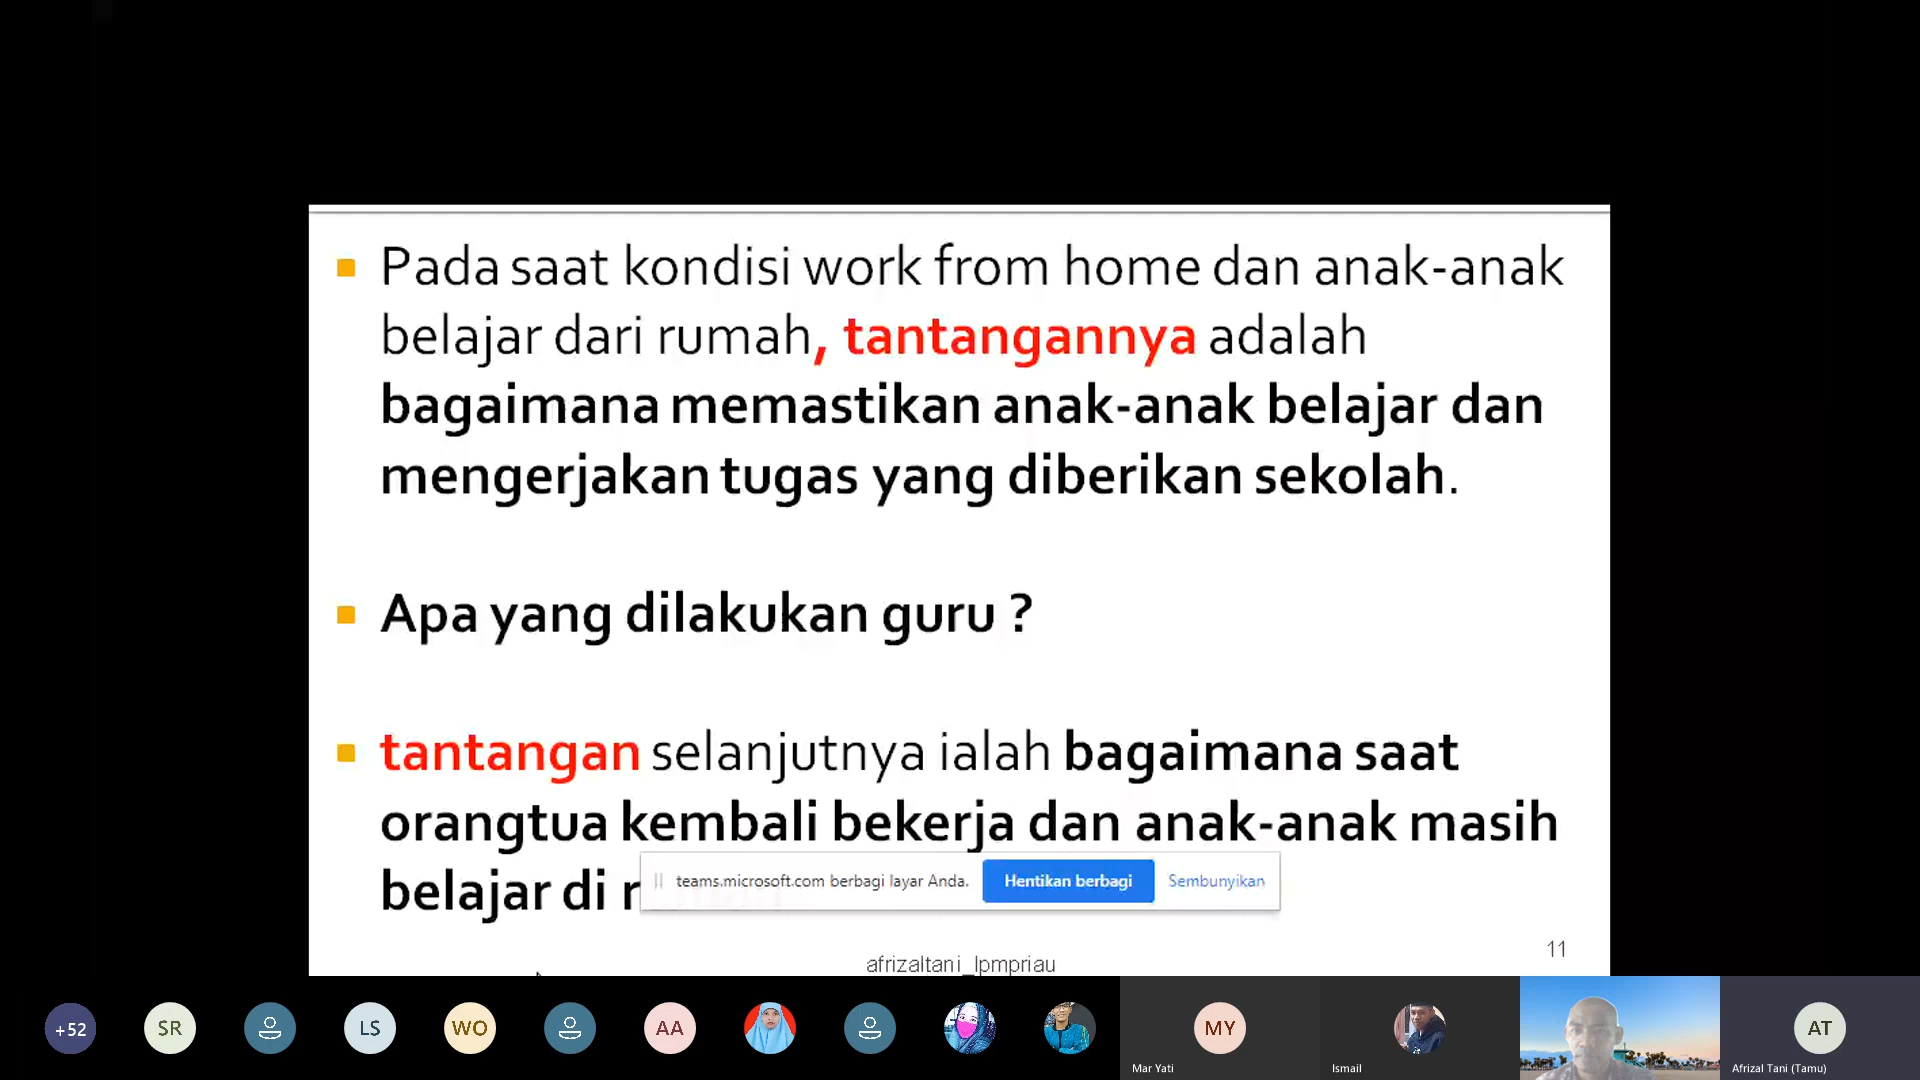 Pada saat kondisi work from home dan anak-anak
belajar dari rumah, tantangannya adalah
bagaimana memastikan anak-anak belajar dan
mengerjakan tugas yang diberikan sekolah.
Apa yang dilakukan guru ?
tantangan selanjutnya ialah bagaimana saat
orangtua kembali bekerja dan anak-anak masih
belajar di
teams.microsoft.com berbagi layar Anda.
Hentikan berbagi
Sembunyikan
11
afrizaltani_lpmpriau
+52
SR
LS
WO
AA
MY
AT
Mar Yati
Ismail
Afrizal Tani (Tamu)